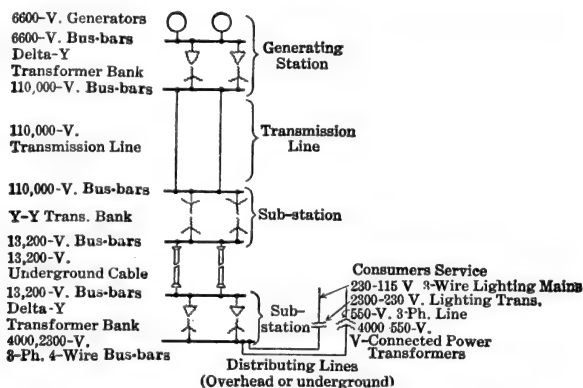 6600-V. Generators
6600-V. Bus-bars
Delta-Y
Transformer Bank
110,000-V. Bus-bars
Generating
Station
110,000-V.
Transmission Line
Transmission
Line
110,000-V. Bus-bars
Y-Y Trans. Bank
13,200-V. Bus-bars
Sub-station
13,200-V.
Underground Cable
13,200-V. Bus-bars
Delta-Y
Transformer Bank
4000,2300-V.
3-Ph. 4-Wire Bus-bars
Sub-
station
Consumers Service
230-115 V 3-Wire Lighting Mains
2300-230 V. Lighting Trans.
550-V. 3-Ph. Line
4000-550-V.
V-Connected Power
Transformers
Distributing Lines
(Overhead or underground)